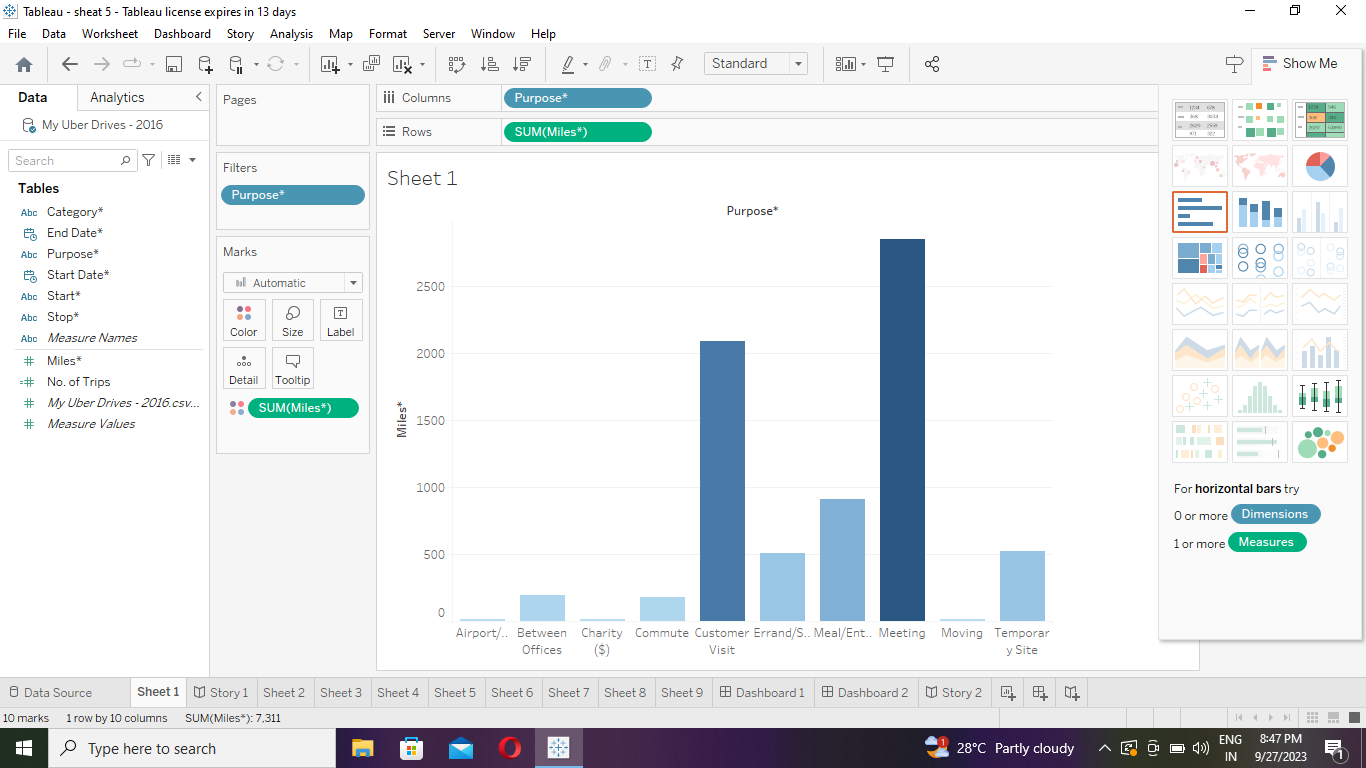 Tableau - sheat 5 - Tableau license expires in 13 days
File Data Worksheet Dashboard Story Analysis Map Format Server Window Help
Standard
Show Me
Data Analytics
My Uber Drives - 2016
Search
Tables
Abc Category*
End Date*
Abc Purpose*
Start Date*
Abc Start*
Abc Stop*
Abc Measure Names
Miles*
No. of Trips
My Uber Drives - 2016.csv...
Measure Values
Pages
Filters
Purpose*
Marks
Automatic
Color Size Label
Detail Tooltip
SUM(Miles*)
Columns Purpose*
Rows SUM(Miles*)
Sheet 1
Purpose*
Miles*
2500
2000
1500
1000
500
0
Airport/.. Between Offices Charity ($) Commute Customer Visit Errand/S.. Meal/Ent.. Meeting Moving Temporary Site
For horizontal bars try
0 or more Dimensions
1 or more Measures
Data Source Sheet 1 Story 1 Sheet 2 Sheet 3 Sheet 4 Sheet 5 Sheet 6 Sheet 7 Sheet 8 Sheet 9 Dashboard 1 Dashboard 2 Story 2
10 marks 1 row by 10 columns SUM(Miles*): 7,311
Type here to search
1
28°C Partly cloudy
ENG
IN
8:47 PM
9/27/2023
1